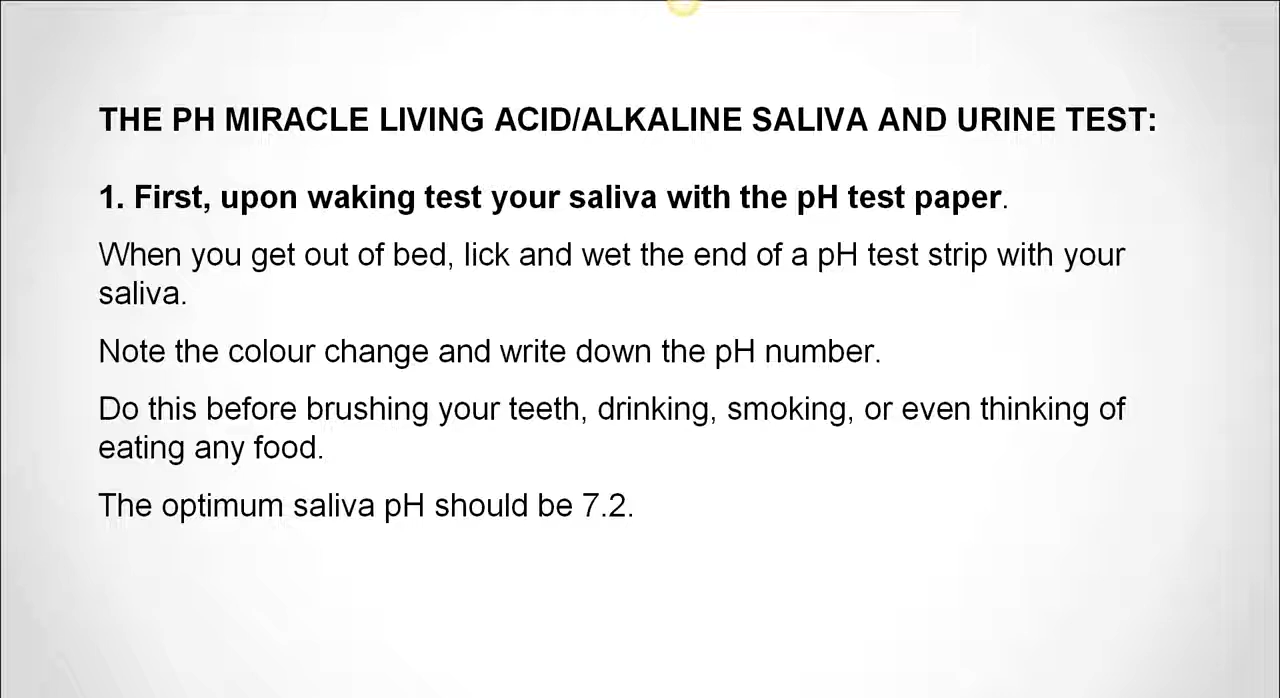 THE PH MIRACLE LIVING ACID/ALKALINE SALIVA AND URINE TEST:
1. First, upon waking test your saliva with the pH test paper.
When you get out of bed, lick and wet the end of a pH test strip with your
saliva.
Note the colour change and write down the pH number.
Do this before brushing your teeth, drinking, smoking, or even thinking of
eating any food.
The optimum saliva pH should be 7.2.